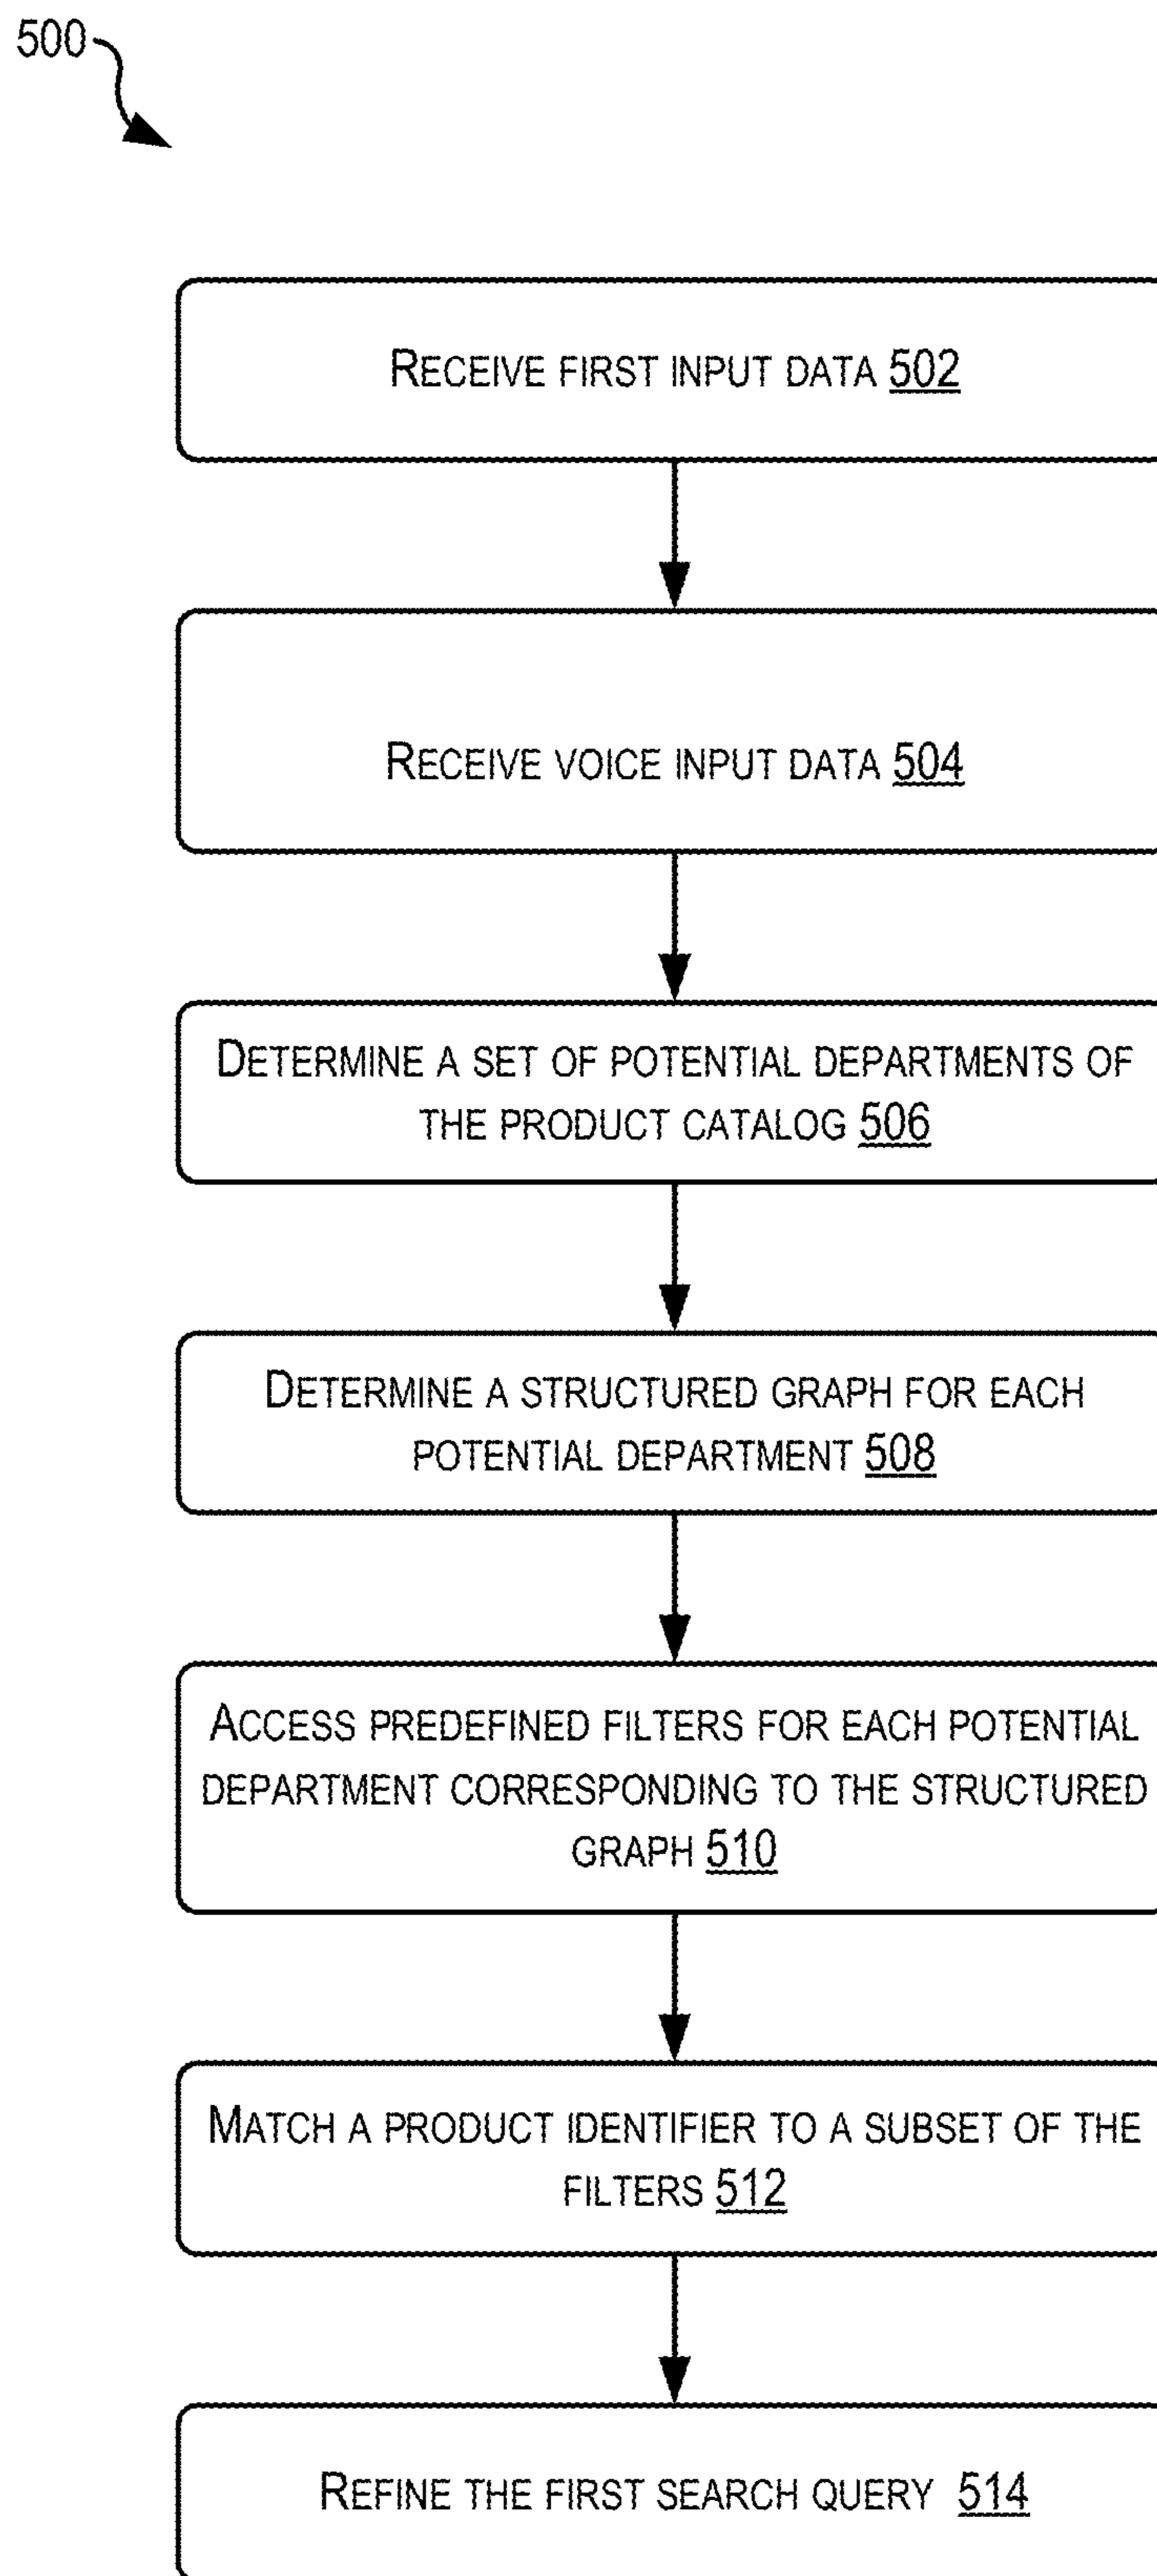 500
RECEIVE FIRST INPUT DATA 502
RECEIVE VOICE INPUT DATA 504
DETERMINE A SET OF POTENTIAL DEPARTMENTS OF
THE PRODUCT CATALOG 506
DETERMINE A STRUCTURED GRAPH FOR EACH
POTENTIAL DEPARTMENT 508
ACCESS PREDEFINED FILTERS FOR EACH POTENTIAL
DEPARTMENT CORRESPONDING TO THE STRUCTURED
GRAPH 510
MATCH A PRODUCT IDENTIFIER TO A SUBSET OF THE
FILTERS 512
REFINE THE FIRST SEARCH QUERY 514